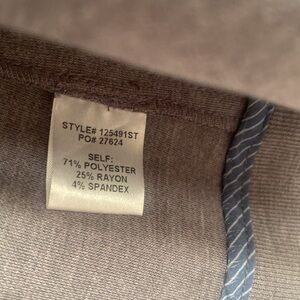 STYLE# 125491ST
PO# 27624
SELF:
71% POLYESTER
25% RAYON
4% SPANDEX